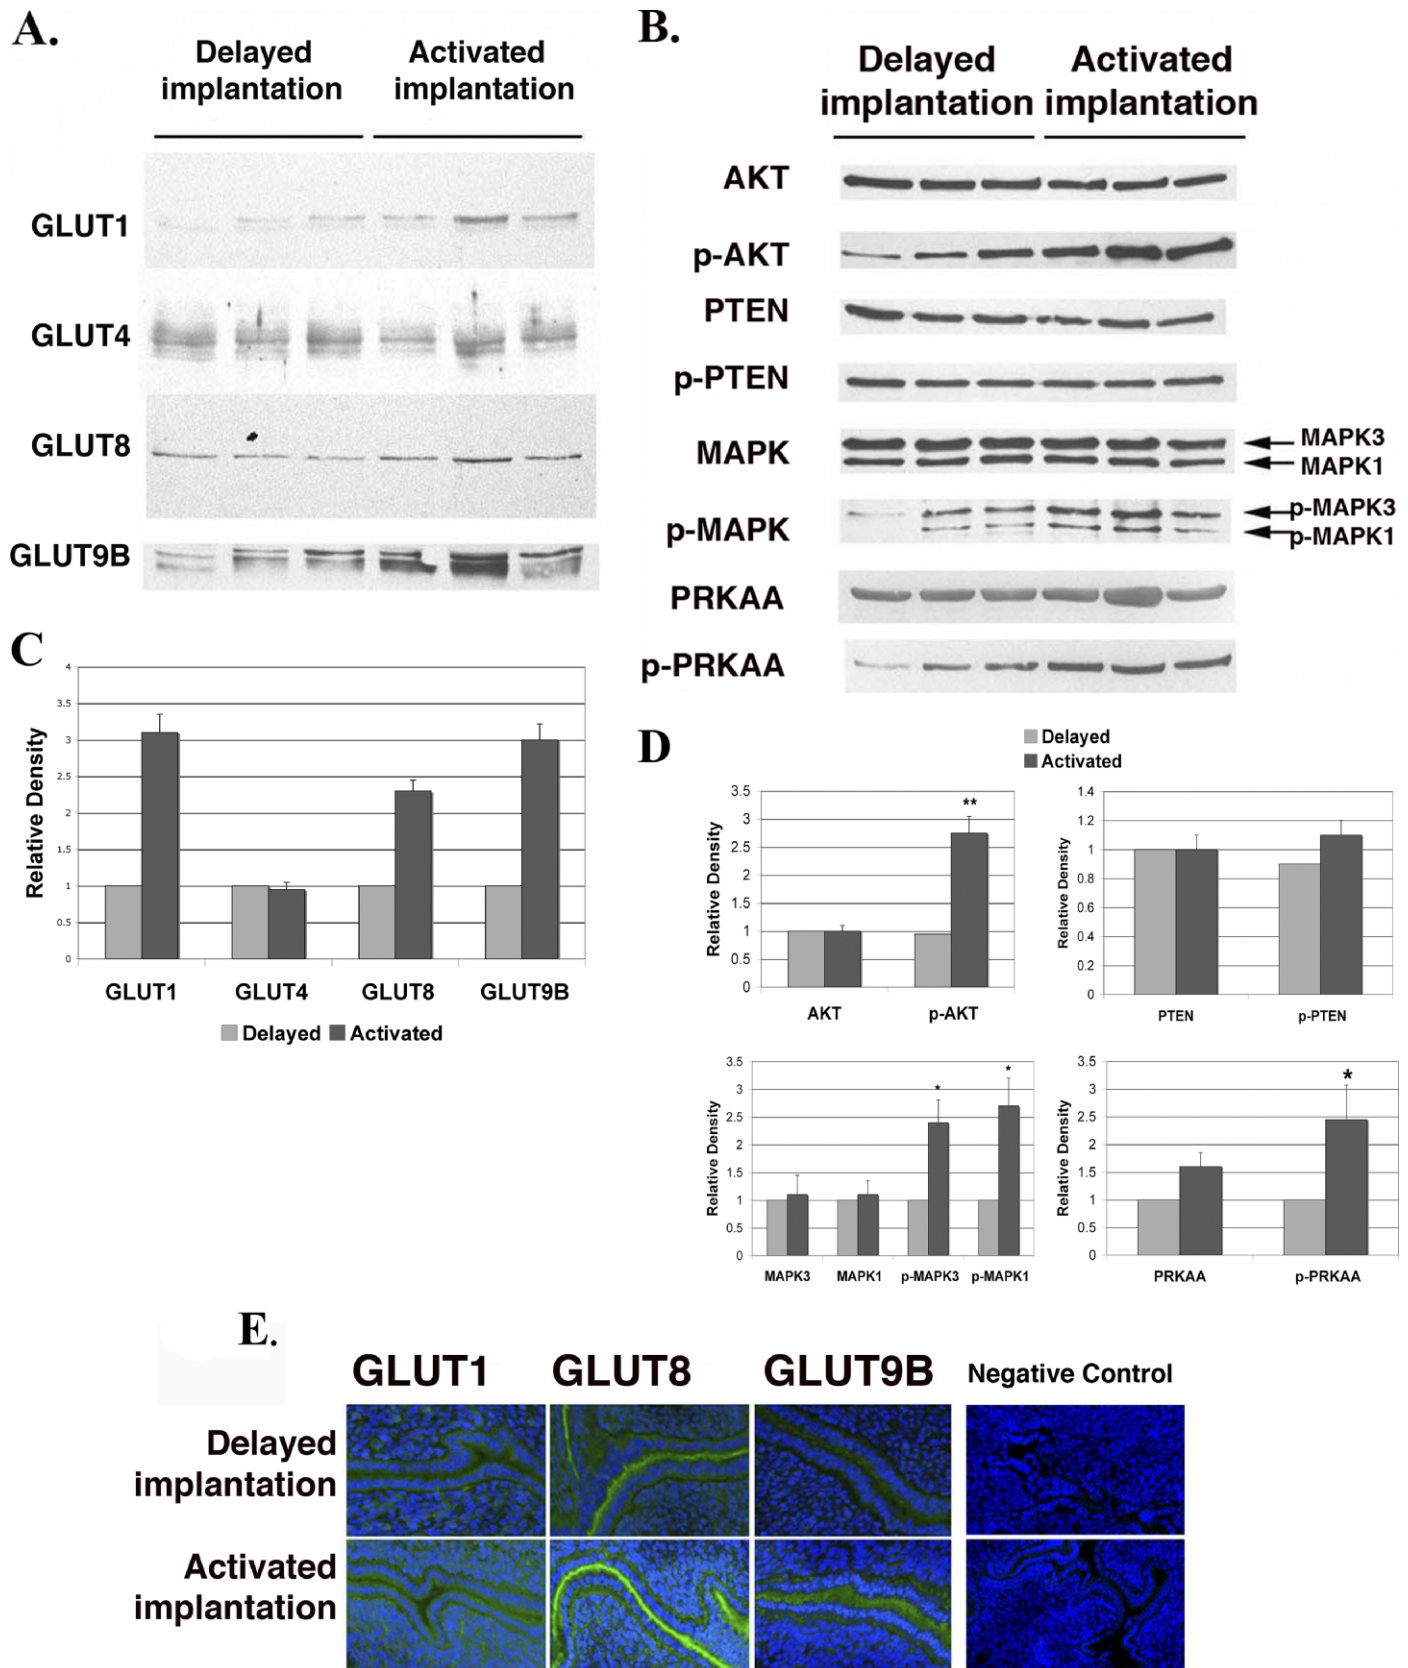 A.
Delayed implantation
Activated implantation
GLUT1
GLUT4
GLUT8
GLUT9B
B.
Delayed implantation
Activated implantation
AKT
p-AKT
PTEN
p-PTEN
MAPK
MAPK3
MAPK1
p-MAPK
p-MAPK3
p-MAPK1
PRKAA
p-PRKAA
C
Relative Density
4
3.5
3
2.5
2
1.5
1
0.5
0
GLUT1 GLUT4 GLUT8 GLUT9B
Delayed Activated
D
Delayed
Activated
Relative Density
3.5
3
2.5
2
1.5
1
0.5
0
**
AKT p-AKT
Relative Density
1.4
1.2
1
0.8
0.6
0.4
0.2
0
PTEN p-PTEN
Relative Density
3.5
3
2.5
2
1.5
1
0.5
0
* *
MAPK3 MAPK1 p-MAPK3 p-MAPK1
Relative Density
3.5
3
2.5
2
1.5
1
0.5
0
*
PRKAA p-PRKAA
E.
GLUT1 GLUT8 GLUT9B Negative Control
Delayed
implantation
Activated
implantation